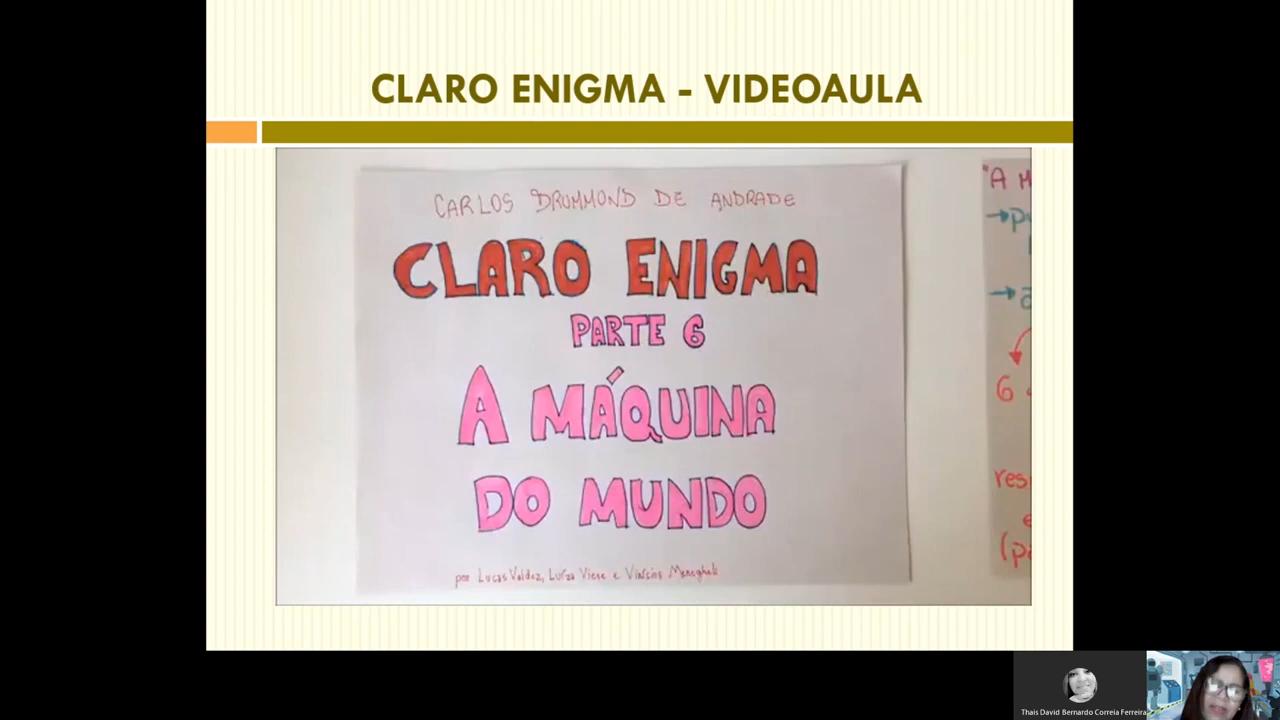 CLARO ENIGMA - VIDEOAULA
CARLOS DRUMMOND DE ANDRADE
CLARO ENIGMA
PARTE 6
A MÁQUINA
DO MUNDO
por Lucas Valdez, Luíza Viese e Vinícius Meneghel
"A
6
Thais David Bernardo Correia Ferreira